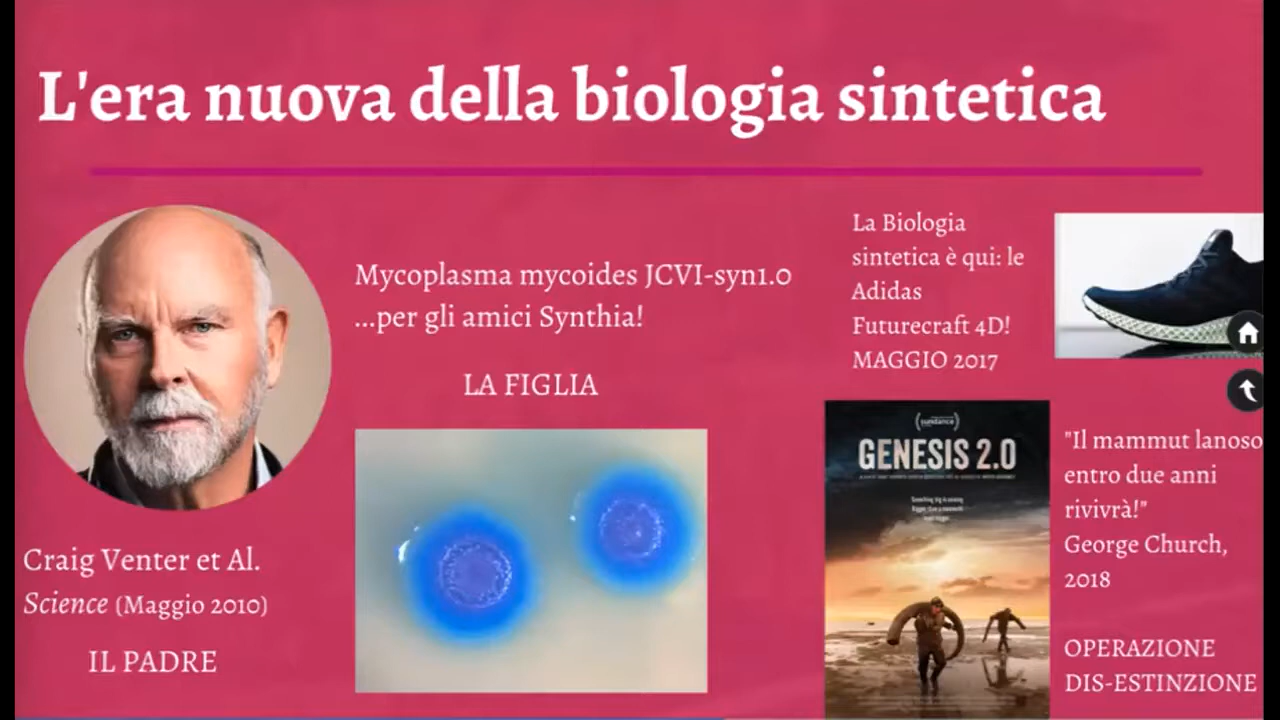 L'era nuova della biologia sintetica
Mycoplasma mycoides JCVI-syn1.0
...per gli amici Synthia!
LA FIGLIA
Craig Venter et Al.
Science (Maggio 2010)
IL PADRE
La Biologia
sintetica è qui: le
Adidas
Futurecraft 4D!
MAGGIO 2017
(sundance)
GENESIS 2.0
"Il mammut lanoso
entro due anni
rivivrà!"
George Church,
2018
OPERAZIONE
DIS-ESTINZIONE